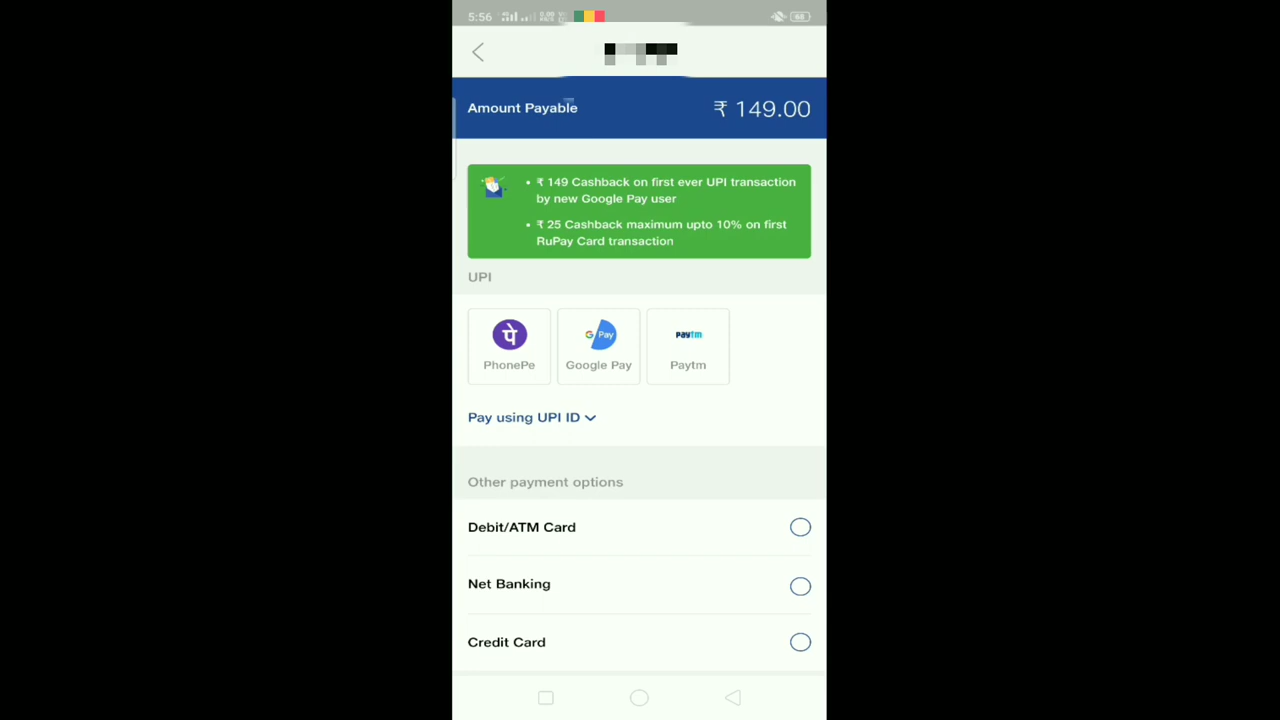 5:56
Amount Payable ₹ 149.00
• ₹ 149 Cashback on first ever UPI transaction
by new Google Pay user
• ₹ 25 Cashback maximum upto 10% on first
RuPay Card transaction
UPI
पे G Pay paytm
PhonePe Google Pay Paytm
Pay using UPI ID
Other payment options
Debit/ATM Card
Net Banking
Credit Card